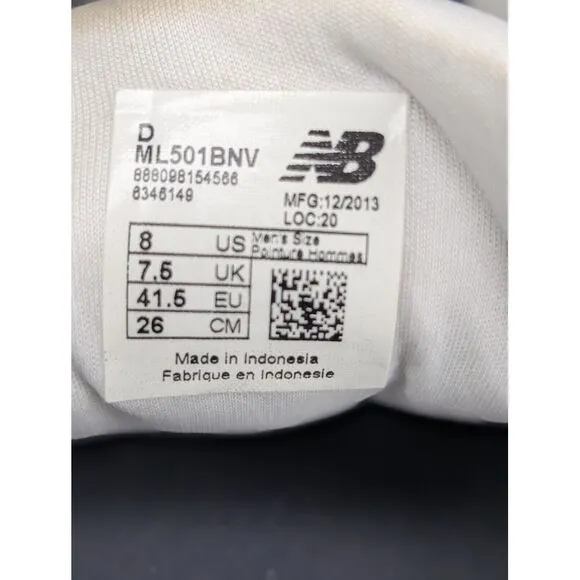 D
ML501BNV
888098154566
6346149
NB
MFG:12/2013
LOC:20
8 US Men's Size
Pointure Hommes
7.5 UK
41.5 EU
26 CM
Made in Indonesia
Fabrique en Indonesie